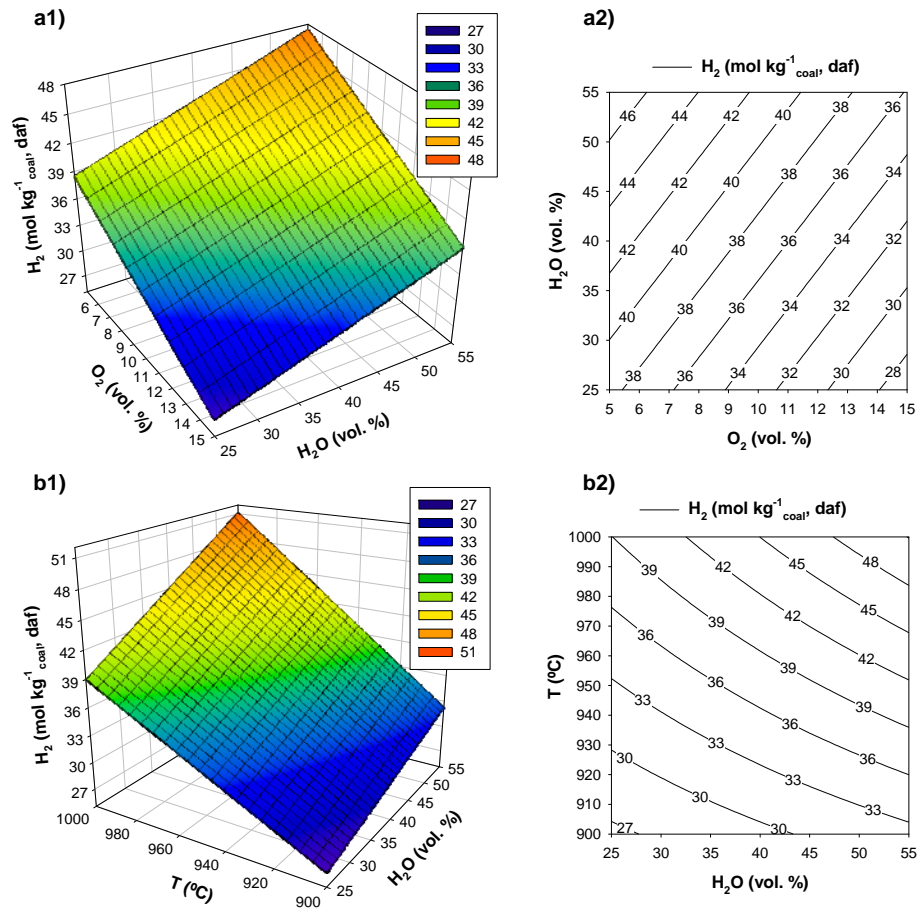 a1)
27
30
33
36
39
42
45
48
48
45
42
39
36
33
30
27
H₂ (mol kg⁻¹coal, daf)
6
7
8
9
10
11
12
13
14
15
O₂ (vol. %)
25
30
35
40
45
50
55
H₂O (vol. %)
a2)
H₂ (mol kg⁻¹coal, daf)
55
50
45
40
35
30
25
H₂O (vol. %)
46 44 42 40 38 36
44 42 40 38 36 34
42 40 38 36 34 32
40 38 36 34 32 30
38 36 34 32 30 28
5 6 7 8 9 10 11 12 13 14 15
O₂ (vol. %)
b1)
27
30
33
36
39
42
45
48
51
51
48
45
42
39
36
33
30
27
H₂ (mol kg⁻¹coal, daf)
1000
980
960
940
920
900
T (ºC)
25
30
35
40
45
50
55
H₂O (vol. %)
b2)
H₂ (mol kg⁻¹coal, daf)
1000
990
980
970
960
950
940
930
920
910
900
T (ºC)
39 42 45 48
36 39 42 45
33 36 39 42
30 33 36 39
27 30 33 36
30 33
25 30 35 40 45 50 55
H₂O (vol. %)